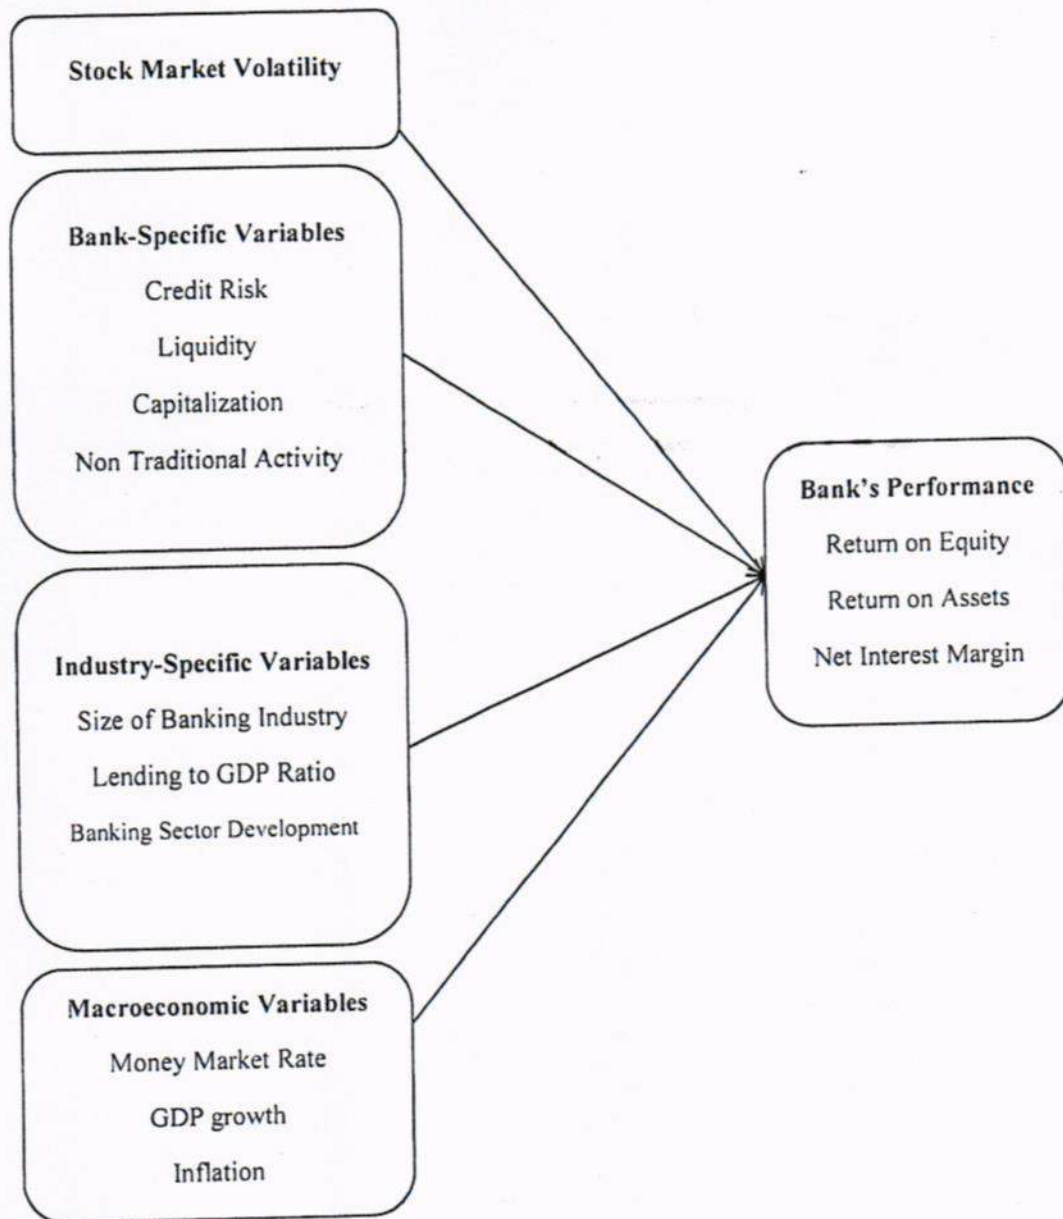 Stock Market Volatility
Bank-Specific Variables
Credit Risk
Liquidity
Capitalization
Non Traditional Activity
Industry-Specific Variables
Size of Banking Industry
Lending to GDP Ratio
Banking Sector Development
Macroeconomic Variables
Money Market Rate
GDP growth
Inflation
Bank's Performance
Return on Equity
Return on Assets
Net Interest Margin